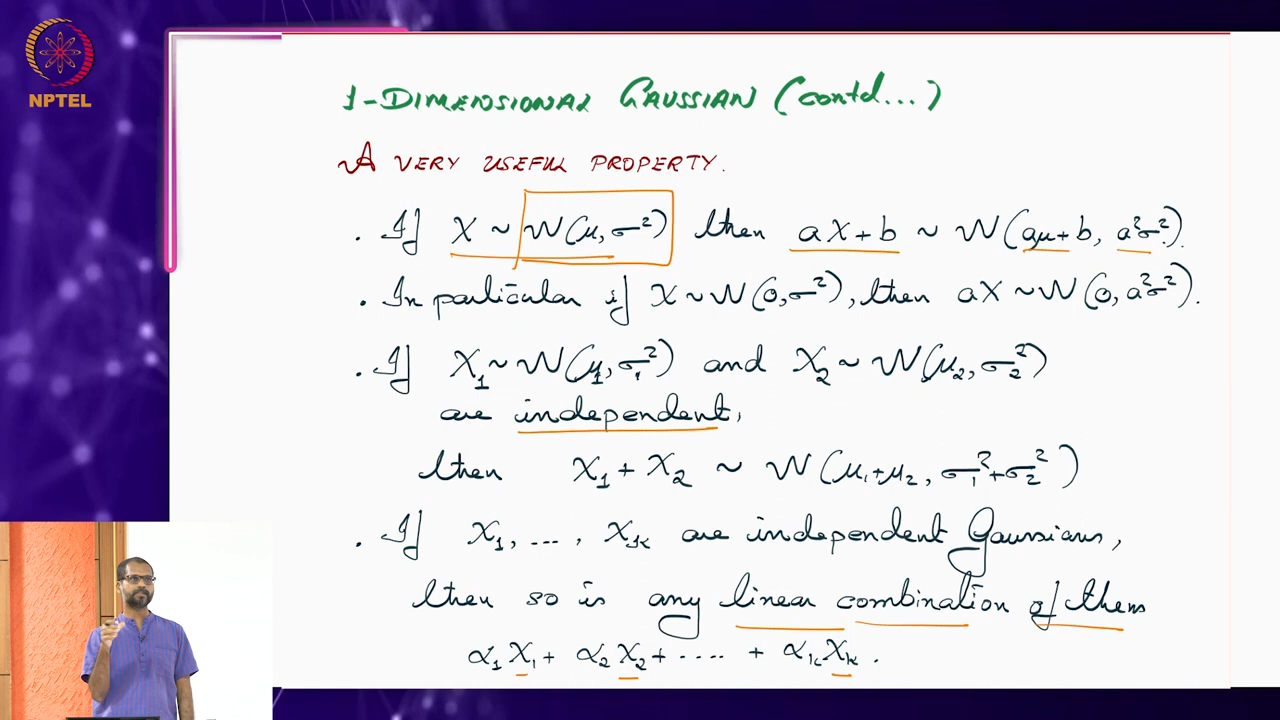 NPTEL
1-DIMENSIONAL GAUSSIAN (contd...)
A VERY USEFUL PROPERTY.
. If X ~ N(μ, σ²) then aX+b ~ N(aμ+b, a²σ²).
. In particular if X~N(0,σ²), then aX ~N(0, a²σ²).
. If X₁~N(μ₁,σ₁²) and X₂~N(μ₂,σ₂²)
are independent,
then X₁+X₂ ~ N(μ₁+μ₂, σ₁²+σ₂²)
. If X₁, ..., Xₖ are independent Gaussians,
then so is any linear combination of them
α₁X₁+ α₂X₂+ .... + αₖXₖ.